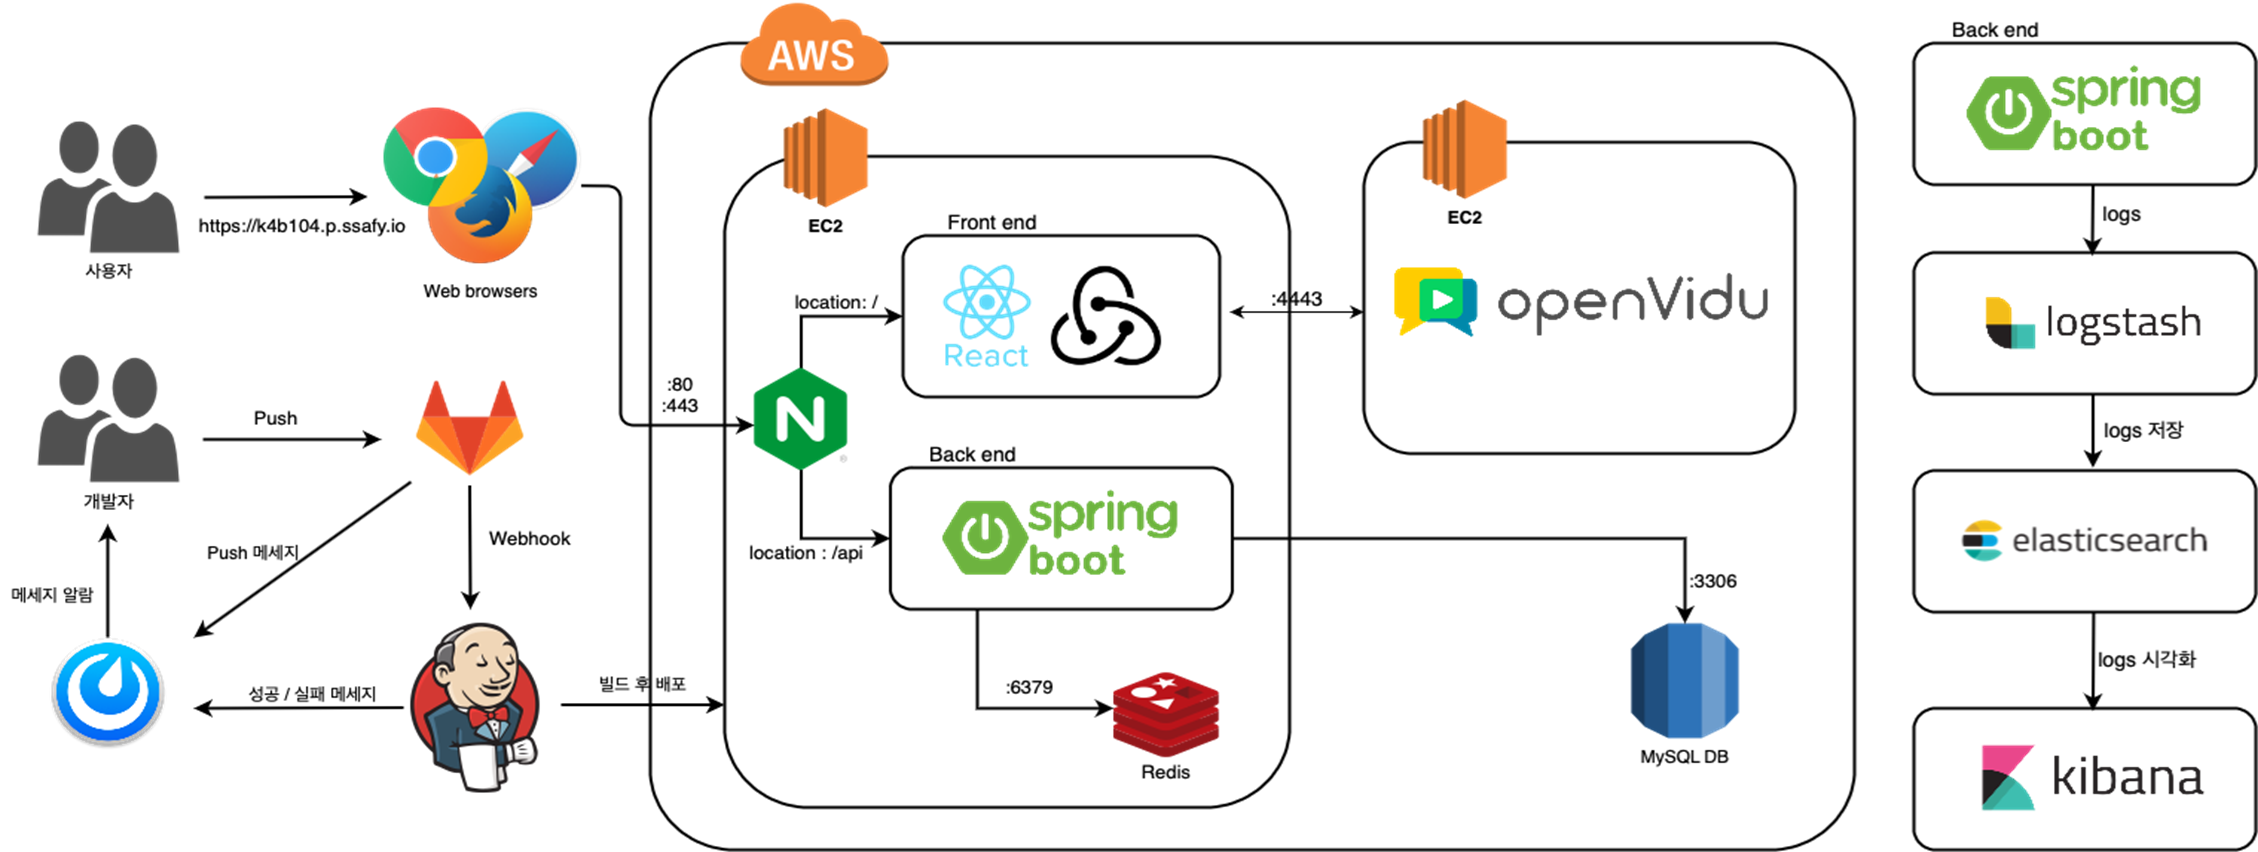 사용자
https://k4b104.p.ssafy.io
Web browsers
개발자
Push
Push 메세지
Webhook
메세지 알람
성공 / 실패 메세지
빌드 후 배포
AWS
:80
:443
EC2
Front end
location: /
React
N
Back end
location : /api
spring
boot
:6379
Redis
:4443
EC2
openVidu
:3306
MySQL DB
Back end
spring
boot
logs
logstash
logs 저장
elasticsearch
logs 시각화
kibana